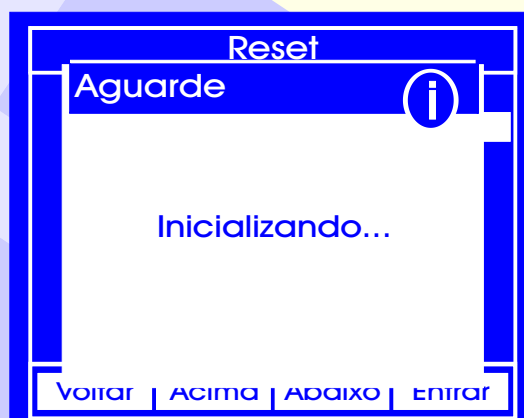 Reset
Aguarde
i
Inicializando...
Voltar Acima Abaixo Entrar